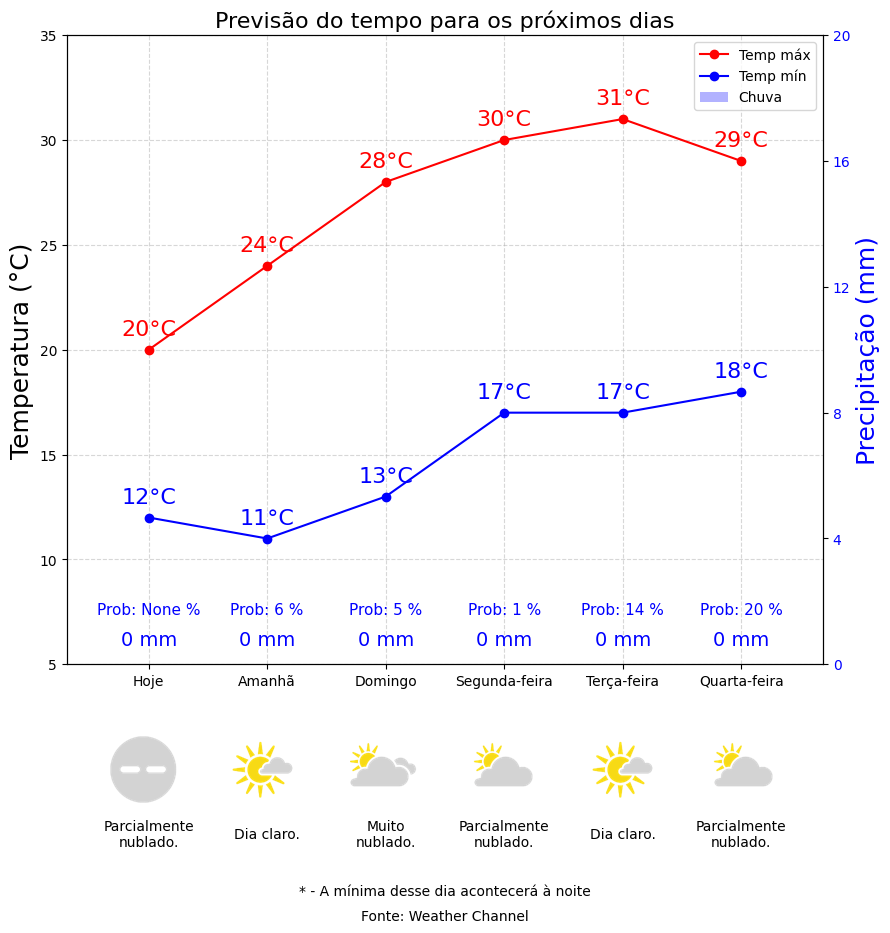 Previsão do tempo para os próximos dias
Temp máx
Temp mín
Chuva
Temperatura (°C)
35
30
25
20
15
10
5
Precipitação (mm)
20
16
12
8
4
0
20°C
24°C
28°C
30°C
31°C
29°C
12°C
11°C
13°C
17°C
17°C
18°C
Prob: None % Prob: 6 % Prob: 5 % Prob: 1 % Prob: 14 % Prob: 20 %
0 mm 0 mm 0 mm 0 mm 0 mm 0 mm
Hoje Amanhã Domingo Segunda-feira Terça-feira Quarta-feira
Parcialmente
nublado.
Dia claro.
Muito
nublado.
Parcialmente
nublado.
Dia claro.
Parcialmente
nublado.
* - A mínima desse dia acontecerá à noite
Fonte: Weather Channel